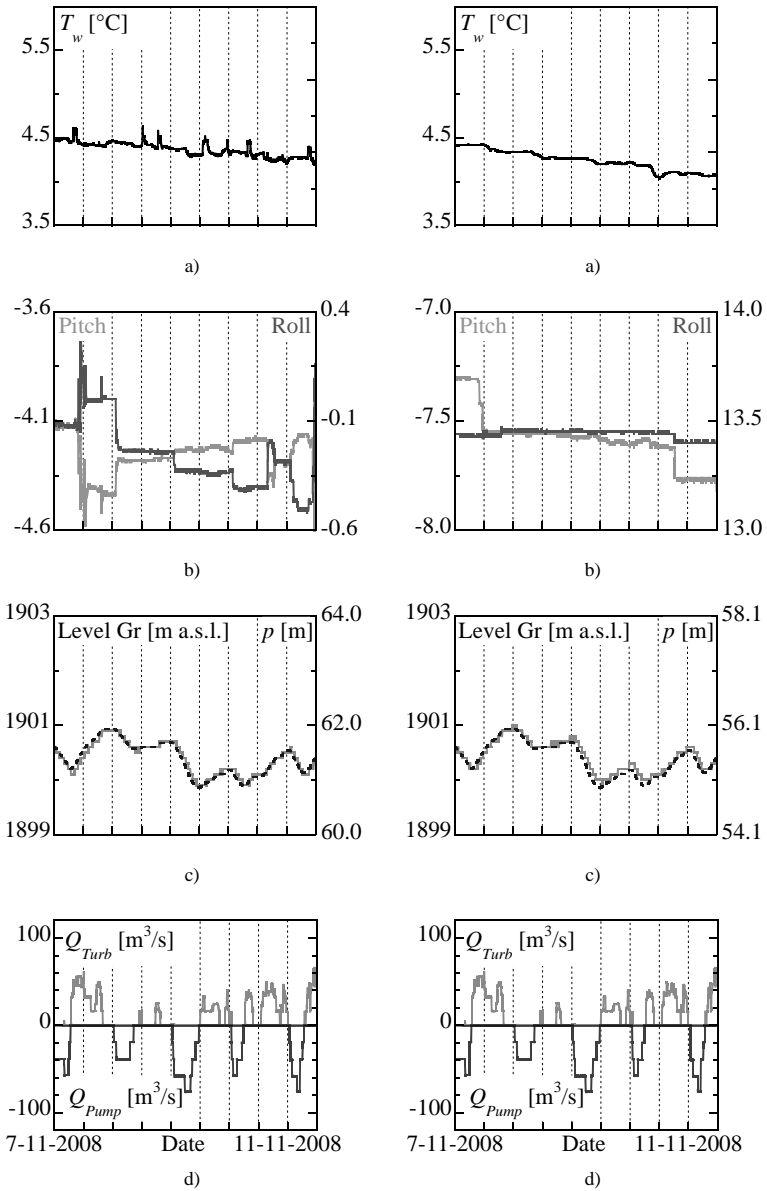 T_w [°C] T_w [°C]
5.5 5.5
4.5 4.5
3.5 3.5
a) a)
-3.6 0.4 -7.0 14.0
Pitch Roll Pitch Roll
-4.1 -0.1 -7.5 13.5
-4.6 -0.6 -8.0 13.0
b) b)
1903 64.0 1903 58.1
Level Gr [m a.s.l.] p [m] Level Gr [m a.s.l.] p [m]
1901 62.0 1901 56.1
1899 60.0 1899 54.1
c) c)
100 Q_Turb [m³/s] 100 Q_Turb [m³/s]
0 0
-100 Q_Pump [m³/s] -100 Q_Pump [m³/s]
7-11-2008 Date 11-11-2008 7-11-2008 Date 11-11-2008
d) d)